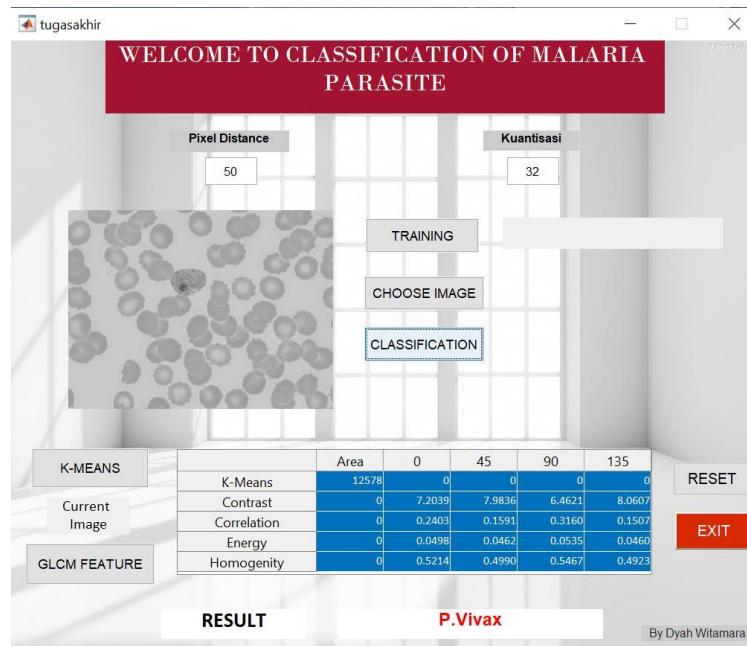 tugasakhir
WELCOME TO CLASSIFICATION OF MALARIA
PARASITE
Pixel Distance
Kuantisasi
50
32
TRAINING
CHOOSE IMAGE
CLASSIFICATION
K-MEANS
Current
Image
GLCM FEATURE
Area 0 45 90 135
K-Means 12578 0 0 0 0
Contrast 0 7.2039 7.9836 6.4621 8.0607
Correlation 0 0.2403 0.1591 0.3160 0.1507
Energy 0 0.0498 0.0462 0.0535 0.0460
Homogenity 0 0.5214 0.4990 0.5467 0.4923
RESET
EXIT
RESULT
P.Vivax
By Dyah Witamara